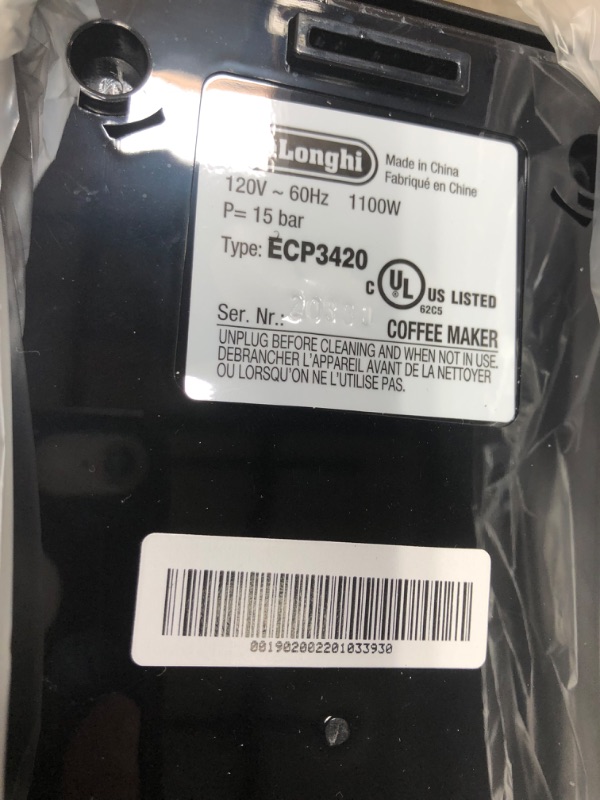 Longhi
Made in China
Fabriqué en Chine
120V ~ 60Hz 1100W
P= 15 bar
Type: ECP3420
C UL US LISTED
62C5
Ser. Nr.:
COFFEE MAKER
UNPLUG BEFORE CLEANING AND WHEN NOT IN USE.
DEBRANCHER L'APPAREIL AVANT DE LA NETTOYER
OU LORSQU'ON NE L'UTILISE PAS.
001902002201033930